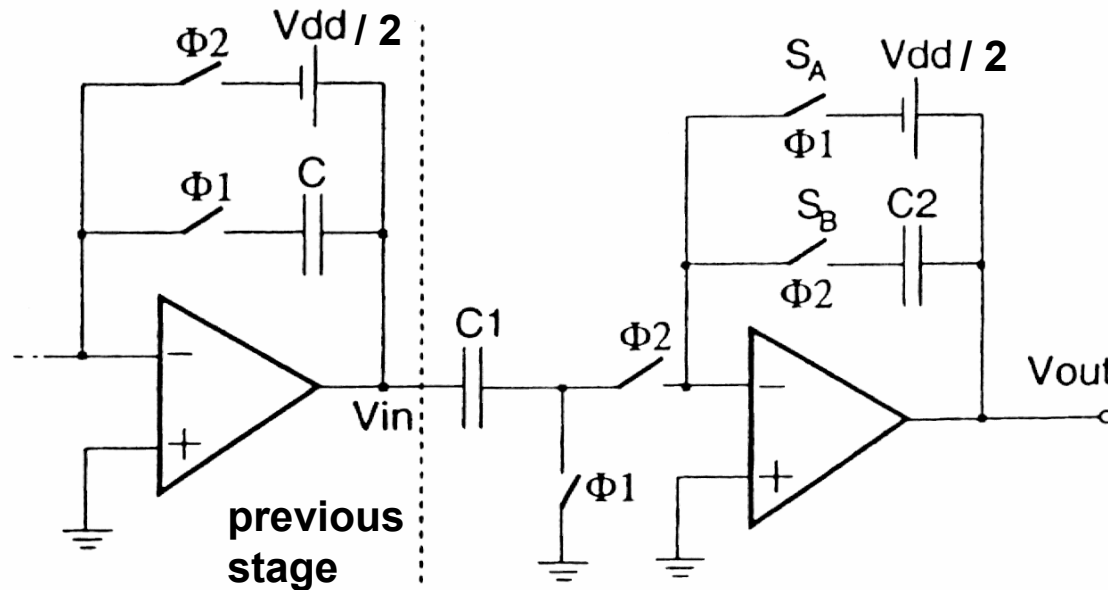 Vdd / 2
Φ2
Φ1
C
Vin
previous
stage
C1
Φ2
Φ1
S_A
Φ1
Vdd / 2
S_B
Φ2
C2
Vout